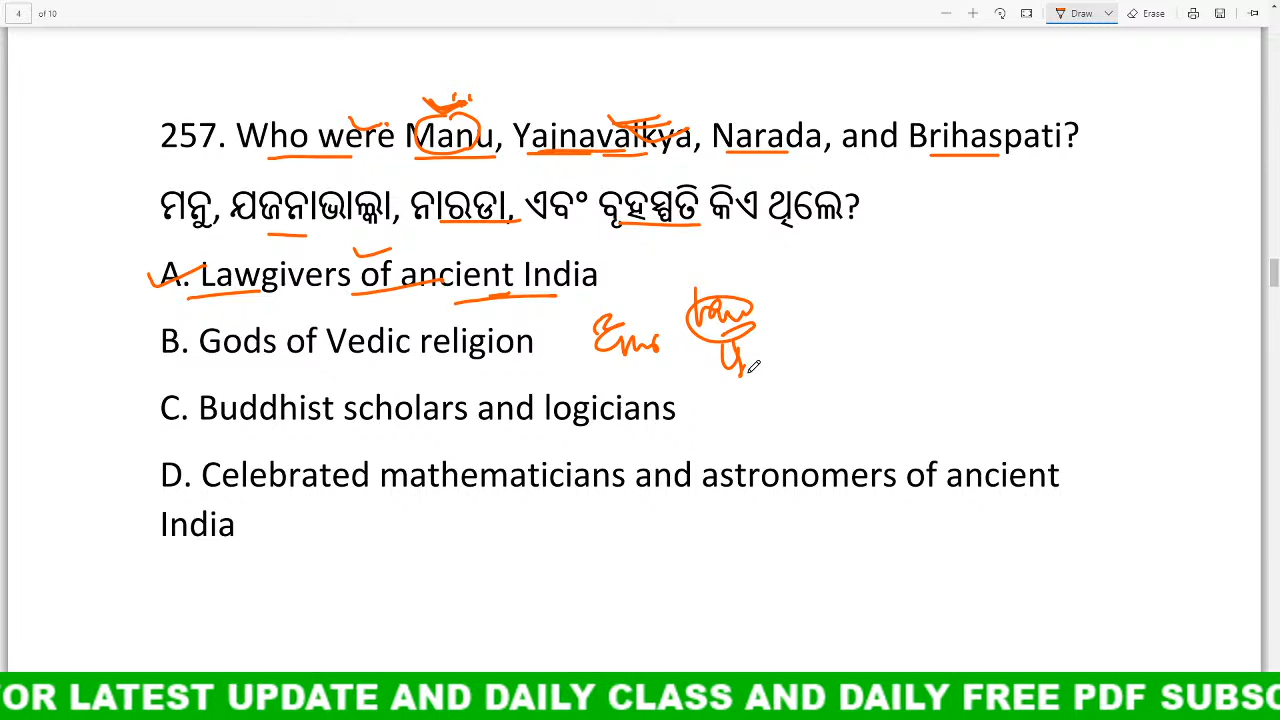 4 of 10
Draw
Erase
257. Who were Manu, Yajnavalkya, Narada, and Brihaspati?
ମନୁ, ଯଜନାଭାଲ୍କା, ନାରଡା, ଏବଂ ବୃହସ୍ପତି କିଏ ଥିଲେ?
A. Lawgivers of ancient India
B. Gods of Vedic religion
C. Buddhist scholars and logicians
D. Celebrated mathematicians and astronomers of ancient
India
FOR LATEST UPDATE AND DAILY CLASS AND DAILY FREE PDF SUBSC